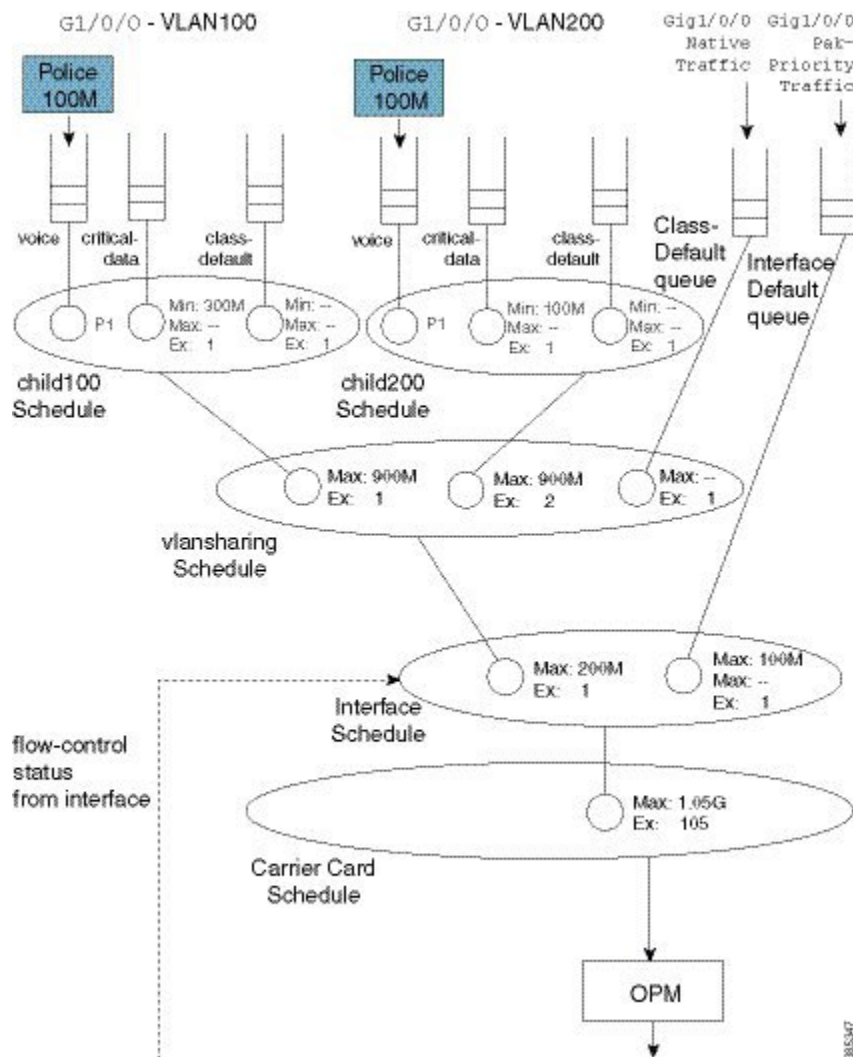 G1/0/0 - VLAN100
G1/0/0 - VLAN200
Gig1/0/0
Native
Traffic
Gig1/0/0
Pak-
Priority
Traffic
Police
100M
Police
100M
voice
critical-
data
class-
default
voice
critical-
data
class-
default
Class-
Default
queue
Interface
Default
queue
P1
Min: 300M
Max: --
Ex: 1
Min: --
Max: --
Ex: 1
P1
Min: 100M
Max: --
Ex: 1
Min: --
Max: --
Ex: 1
child100
Schedule
child200
Schedule
Max: 900M
Ex: 1
Max: 900M
Ex: 2
Max: --
Ex: 1
vlansharing
Schedule
Max: 200M
Ex: 1
Max: 100M
Max: --
Ex: 1
Interface
Schedule
flow-control
status
from interface
Max: 1.05G
Ex: 105
Carrier Card
Schedule
OPM